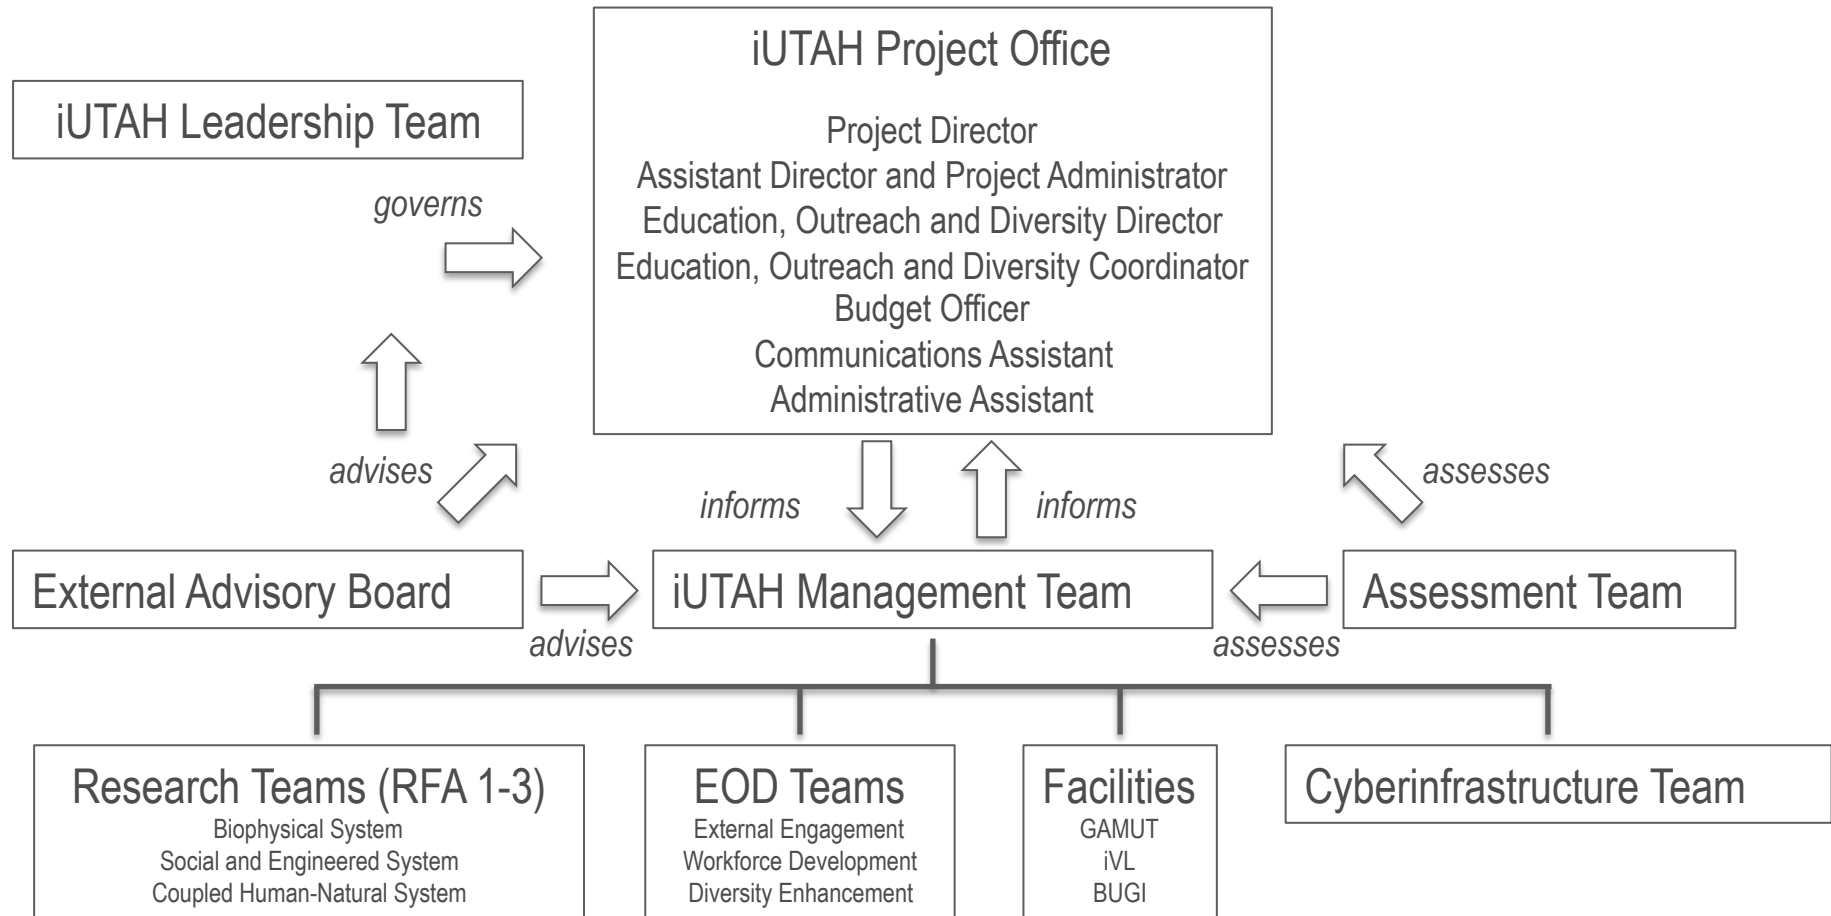 iUTAH Project Office
Project Director
Assistant Director and Project Administrator
Education, Outreach and Diversity Director
Education, Outreach and Diversity Coordinator
Budget Officer
Communications Assistant
Administrative Assistant
iUTAH Leadership Team
governs
advises
informs
informs
assesses
External Advisory Board
advises
iUTAH Management Team
assesses
Assessment Team
Research Teams (RFA 1-3)
Biophysical System
Social and Engineered System
Coupled Human-Natural System
EOD Teams
External Engagement
Workforce Development
Diversity Enhancement
Facilities
GAMUT
iVL
BUGI
Cyberinfrastructure Team